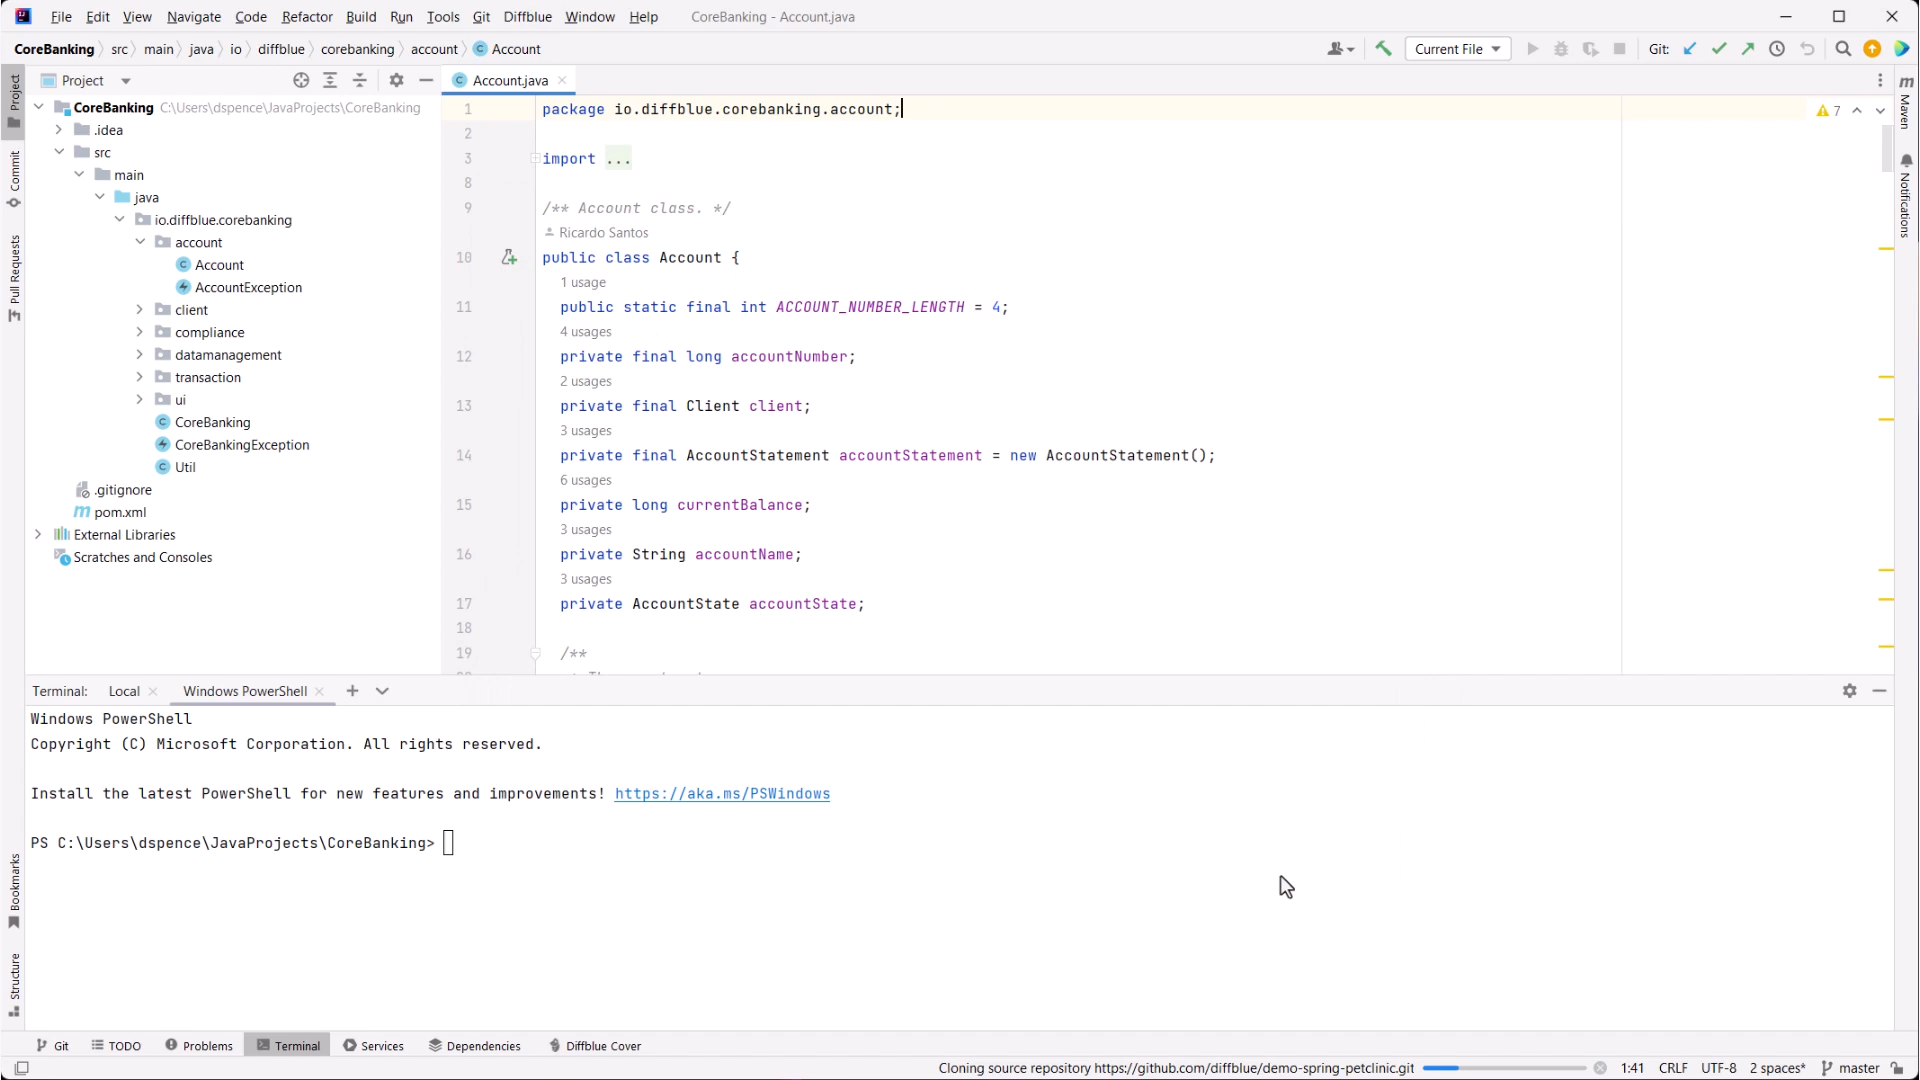 File Edit View Navigate Code Refactor Build Run Tools Git Diffblue Window Help CoreBanking - Account.java
CoreBanking src main java io diffblue corebanking account Account Current File Git:
Project
Account.java
CoreBanking C:\Users\dspence\JavaProjects\CoreBanking
.idea
src
main
java
io.diffblue.corebanking
account
Account
AccountException
client
compliance
datamanagement
transaction
ui
CoreBanking
CoreBankingException
Util
.gitignore
pom.xml
External Libraries
Scratches and Consoles
Project
Commit
Pull Requests
Bookmarks
Structure
1 package io.diffblue.corebanking.account;
7
2
3 import ...
8
9 /** Account class. */
Ricardo Santos
10 public class Account {
1 usage
11 public static final int ACCOUNT_NUMBER_LENGTH = 4;
4 usages
12 private final long accountNumber;
2 usages
13 private final Client client;
3 usages
14 private final AccountStatement accountStatement = new AccountStatement();
6 usages
15 private long currentBalance;
3 usages
16 private String accountName;
3 usages
17 private AccountState accountState;
18
19 /**
Maven
Notifications
Terminal: Local Windows PowerShell
Windows PowerShell
Copyright (C) Microsoft Corporation. All rights reserved.
Install the latest PowerShell for new features and improvements! https://aka.ms/PSWindows
PS C:\Users\dspence\JavaProjects\CoreBanking>
Git TODO Problems Terminal Services Dependencies Diffblue Cover
Cloning source repository https://github.com/diffblue/demo-spring-petclinic.git 1:41 CRLF UTF-8 2 spaces* master